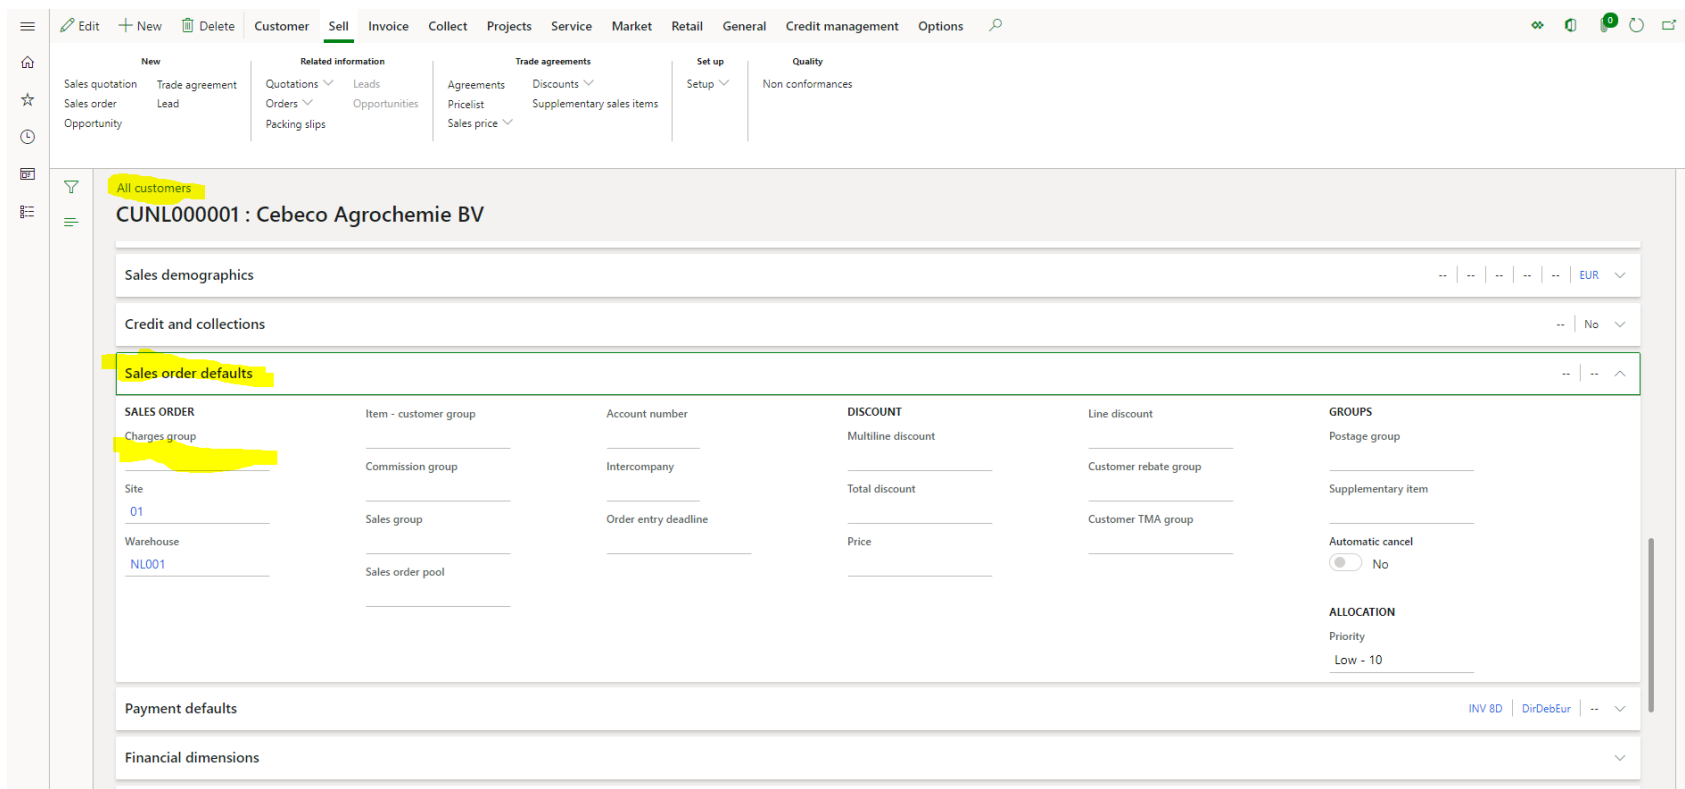 Edit New Delete Customer Sell Invoice Collect Projects Service Market Retail General Credit management Options 0
New Related information Trade agreements Set up Quality
Sales quotation Trade agreement Quotations Leads Agreements Discounts Setup Non conformances
Sales order Lead Orders Opportunities Pricelist Supplementary sales items
Opportunity Packing slips Sales price
All customers
CUNL000001 : Cebeco Agrochemie BV
Sales demographics -- -- -- -- -- EUR
Credit and collections -- No
Sales order defaults -- --
SALES ORDER Item - customer group Account number DISCOUNT Line discount GROUPS
Charges group Multiline discount Postage group
Commission group Intercompany Customer rebate group
Site Total discount Supplementary item
01
Sales group Order entry deadline Customer TMA group
Warehouse Price Automatic cancel
NL001 No
Sales order pool
ALLOCATION
Priority
Low - 10
Payment defaults INV 8D DirDebEur --
Financial dimensions